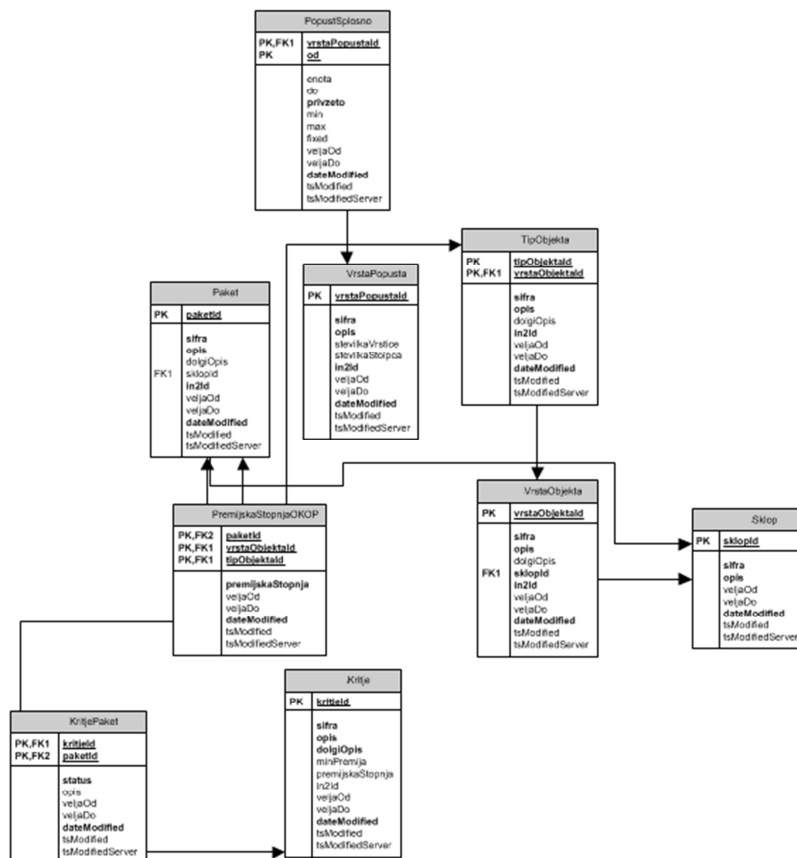 PopustSplosno
PK,FK1 vrstaPopustaId
PK od
enota
do
privzeto
min
max
fixed
veljaOd
veljaDo
dateModified
tsModified
tsModifiedServer
TipObjekta
PK tipObjektaId
PK,FK1 vrstaObjektaId
sifra
opis
dolgiOpis
in2Id
veljaOd
veljaDo
dateModified
tsModified
tsModifiedServer
VrstaPopusta
PK vrstaPopustaId
sifra
opis
stevilkaVrstice
stevilkaStolpca
in2Id
veljaOd
veljaDo
dateModified
tsModified
tsModifiedServer
Paket
PK paketId
sifra
opis
dolgiOpis
FK1 sklopId
in2Id
veljaOd
veljaDo
dateModified
tsModified
tsModifiedServer
PremijskaStopnjaOKOP
PK,FK2 paketId
PK,FK1 vrstaObjektaId
PK,FK1 tipObjektaId
premijskaStopnja
veljaOd
veljaDo
dateModified
tsModified
tsModifiedServer
VrstaObjekta
PK vrstaObjektaId
sifra
opis
dolgiOpis
FK1 sklopId
in2Id
veljaOd
veljaDo
dateModified
tsModified
tsModifiedServer
Sklop
PK sklopId
sifra
opis
veljaOd
veljaDo
dateModified
tsModified
tsModifiedServer
Kritje
PK kritjeId
sifra
opis
dolgiOpis
minPremija
premijskaStopnja
in2Id
veljaOd
veljaDo
dateModified
tsModified
tsModifiedServer
KritjePaket
PK,FK1 kritjeId
PK,FK2 paketId
status
opis
veljaOd
veljaDo
dateModified
tsModified
tsModifiedServer